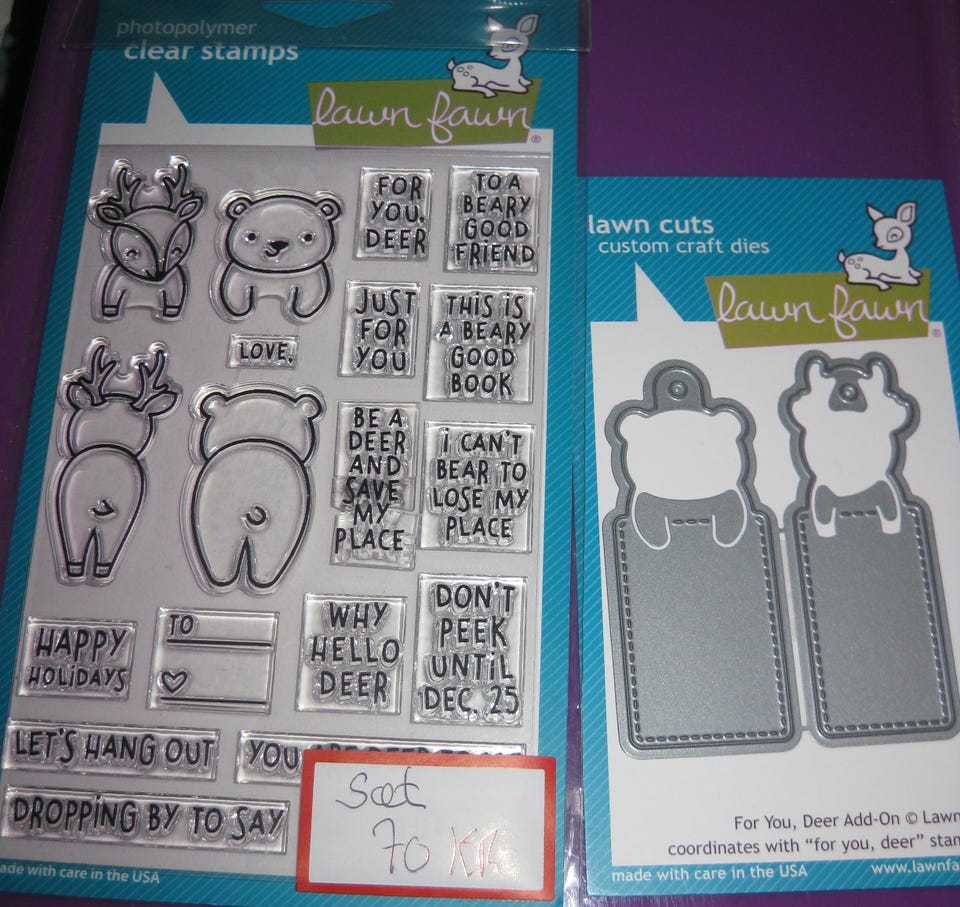 photopolymer
clear stamps
lawn fawn®
FOR
YOU,
DEER
TO A
BEARY
GOOD
FRIEND
JUST
FOR
YOU
THIS IS
A BEARY
GOOD
BOOK
LOVE,
BE A
DEER
AND
SAVE
MY
PLACE
I CAN'T
BEAR TO
LOSE MY
PLACE
HAPPY
HOLIDAYS
TO
WHY
HELLO
DEER
DON'T
PEEK
UNTIL
DEC. 25
LET'S HANG OUT
YOU
DROPPING BY TO SAY
made with care in the USA
Sæt
70 KR
lawn cuts
custom craft dies
lawn fawn®
For You, Deer Add-On © Lawn
coordinates with "for you, deer" stam
made with care in the USA
www.lawnfa